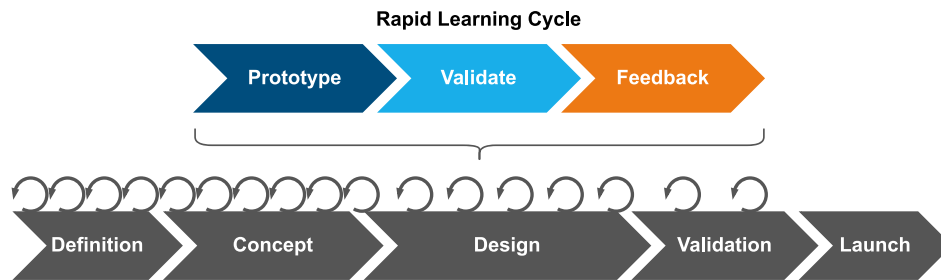 Rapid Learning Cycle
Prototype Validate Feedback
Definition Concept Design Validation Launch